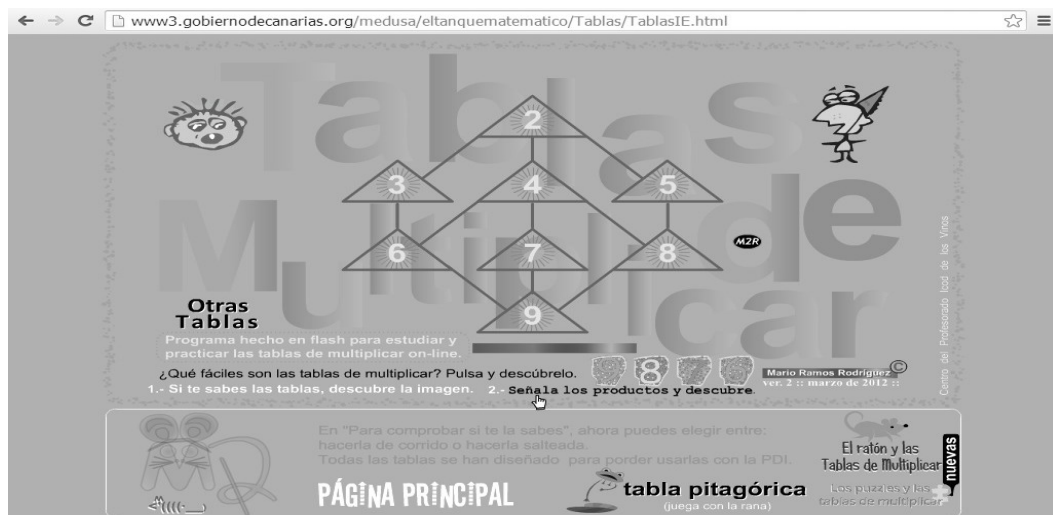 www3.gobiernodecanarias.org/medusa/eltanquematematico/Tablas/TablasIE.html
Tablas
de
Multiplicar
2
3 4 5
6 7 8
9
M2R
Centro del Profesorado Icod de los Vinos
Otras
Tablas
Programa hecho en flash para estudiar y
practicar las tablas de multiplicar on-line.
¿Qué fáciles son las tablas de multiplicar? Pulsa y descúbrelo.
8
Mario Ramos Rodríguez ©
ver. 2 :: marzo de 2012 ::
1.- Si te sabes las tablas, descubre la imagen. 2.- Señala los productos y descubre.
En "Para comprobar si te la sabes", ahora puedes elegir entre:
hacerla de corrido o hacerla salteada.
Todas las tablas se han diseñado para porder usarlas con la PDI.
PÁGINA PRINCIPAL
tabla pitagórica
(juega con la rana)
El ratón y las
Tablas de Multiplicar
nuevas
Los puzzles y las
tablas de multiplicar